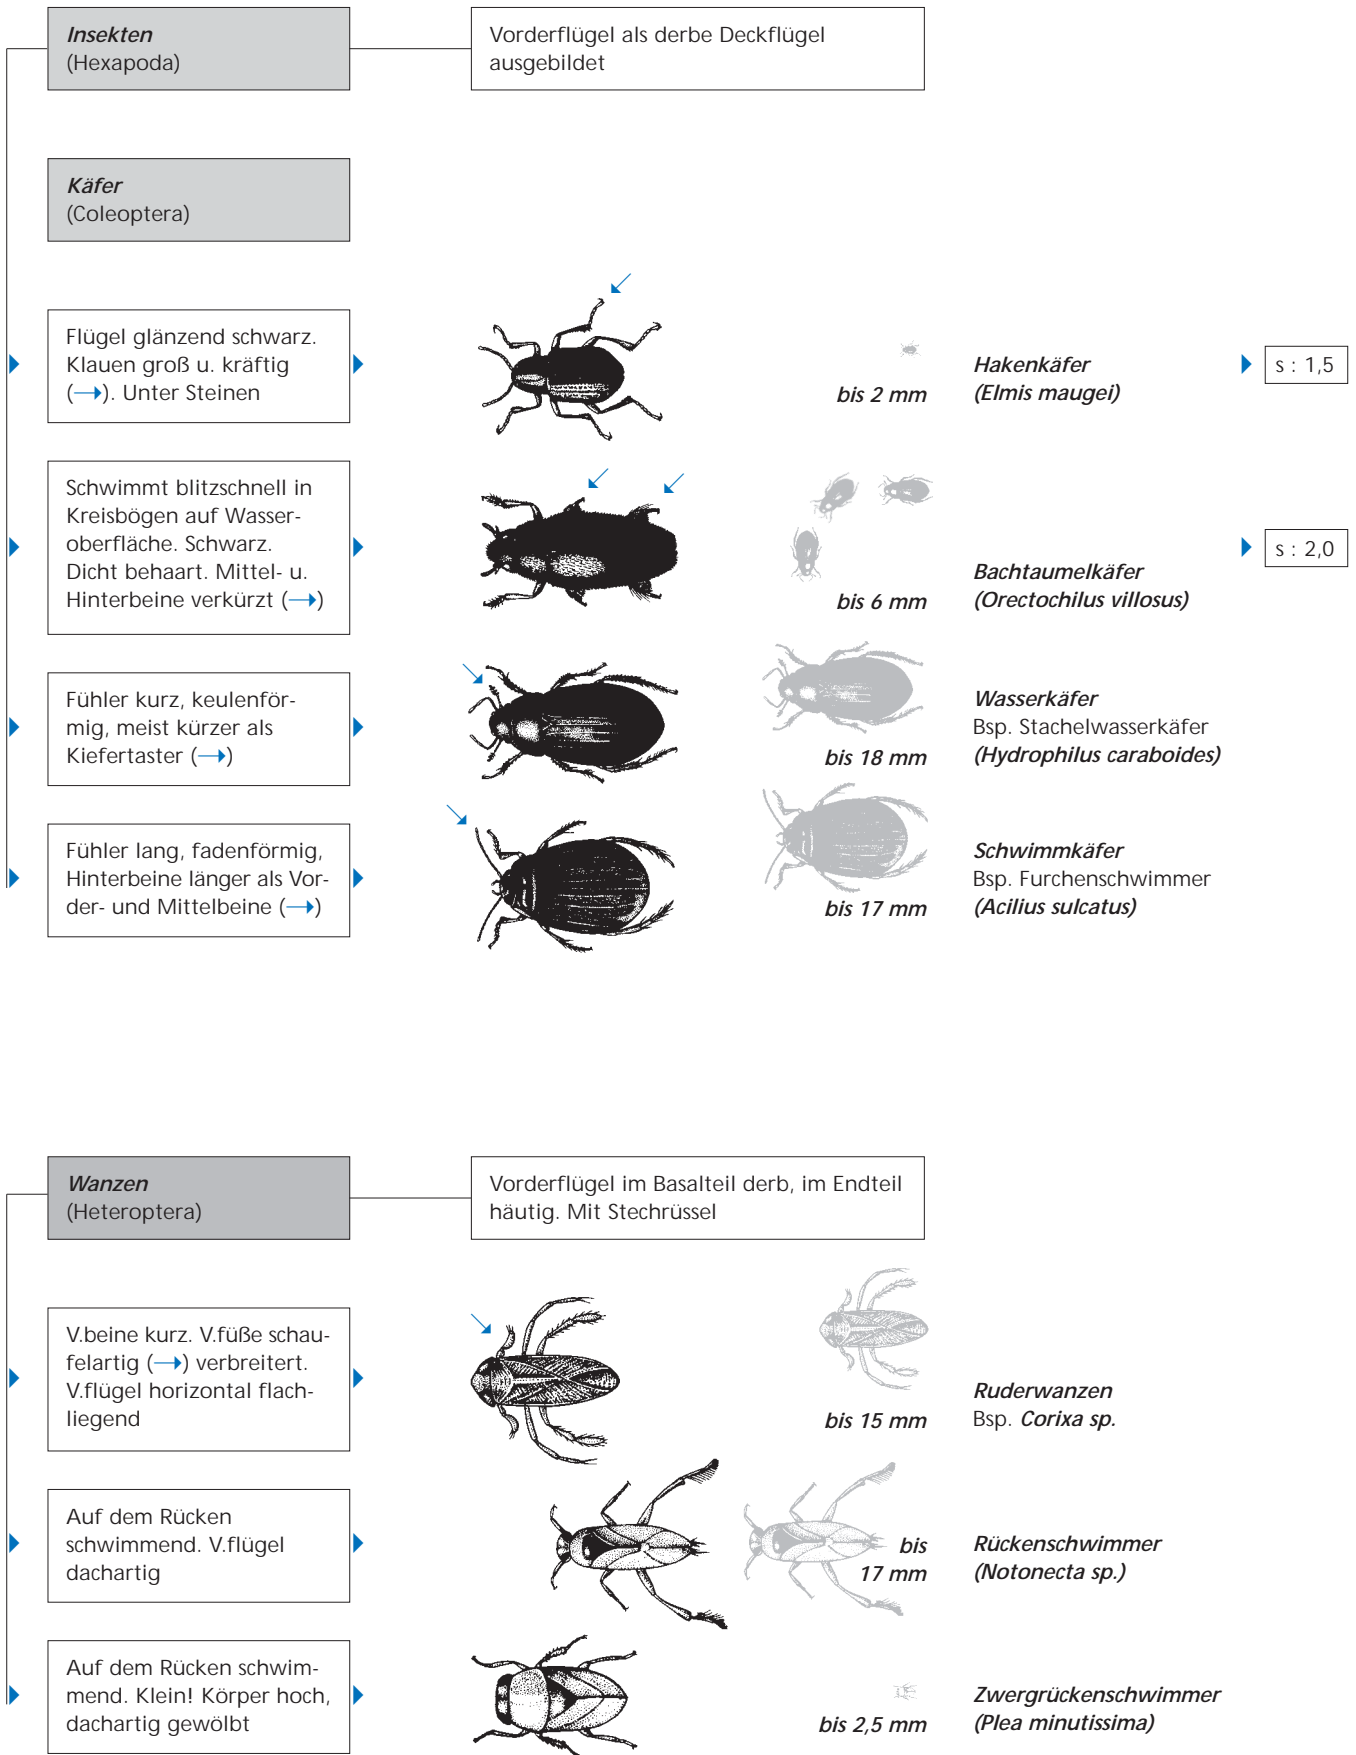 Insekten
(Hexapoda)
Vorderflügel als derbe Deckflügel
ausgebildet
Käfer
(Coleoptera)
Flügel glänzend schwarz.
Klauen groß u. kräftig
(→). Unter Steinen
bis 2 mm
Hakenkäfer
(Elmis maugei)
s : 1,5
Schwimmt blitzschnell in
Kreisbögen auf Wasser-
oberfläche. Schwarz.
Dicht behaart. Mittel- u.
Hinterbeine verkürzt (→)
bis 6 mm
Bachtaumelkäfer
(Orectochilus villosus)
s : 2,0
Fühler kurz, keulenför-
mig, meist kürzer als
Kiefertaster (→)
bis 18 mm
Wasserkäfer
Bsp. Stachelwasserkäfer
(Hydrophilus caraboides)
Fühler lang, fadenförmig,
Hinterbeine länger als Vor-
der- und Mittelbeine (→)
bis 17 mm
Schwimmkäfer
Bsp. Furchenschwimmer
(Acilius sulcatus)
Wanzen
(Heteroptera)
Vorderflügel im Basalteil derb, im Endteil
häutig. Mit Stechrüssel
V.beine kurz. V.füße schau-
felartig (→) verbreitert.
V.flügel horizontal flach-
liegend
bis 15 mm
Ruderwanzen
Bsp. Corixa sp.
Auf dem Rücken
schwimmend. V.flügel
dachartig
bis
17 mm
Rückenschwimmer
(Notonecta sp.)
Auf dem Rücken schwim-
mend. Klein! Körper hoch,
dachartig gewölbt
bis 2,5 mm
Zwergrückenschwimmer
(Plea minutissima)